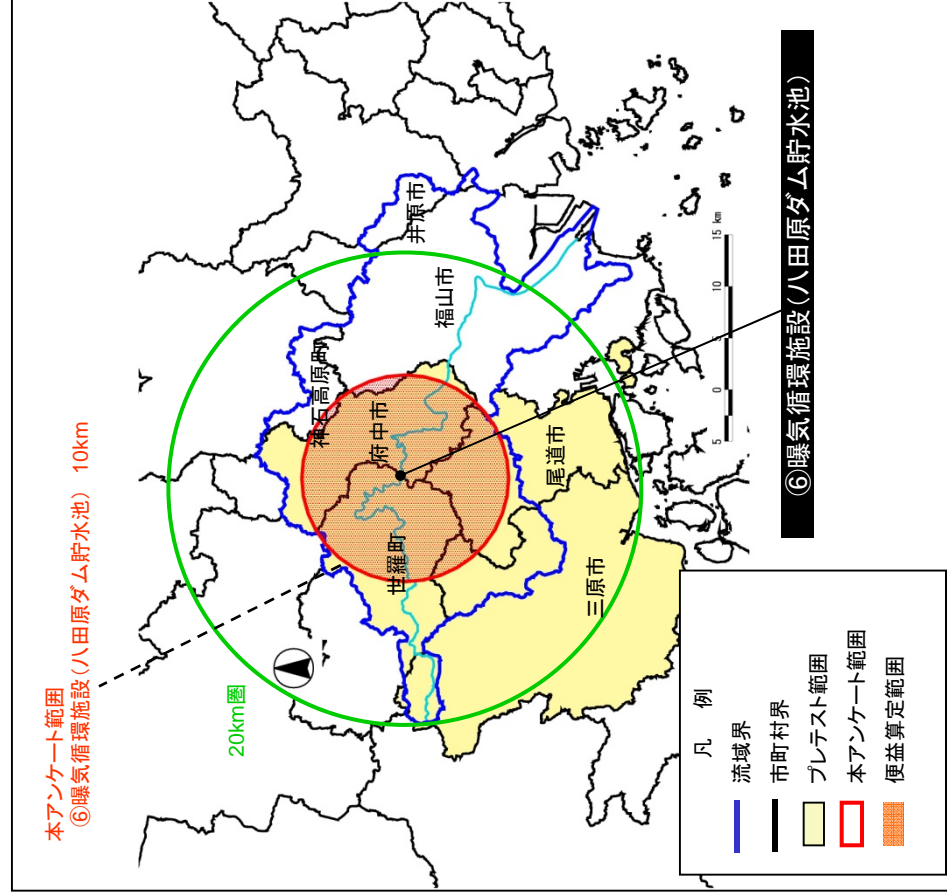 本アンケート範囲
⑥曝気循環施設(八田原ダム貯水池) 10km
20km圏
井原市
福山市
神石高原町
府中市
世羅町
尾道市
三原市
5 0 5 10 15 km
⑥曝気循環施設(八田原ダム貯水池)
凡 例
流域界
市町村界
プレテスト範囲
本アンケート範囲
便益算定範囲